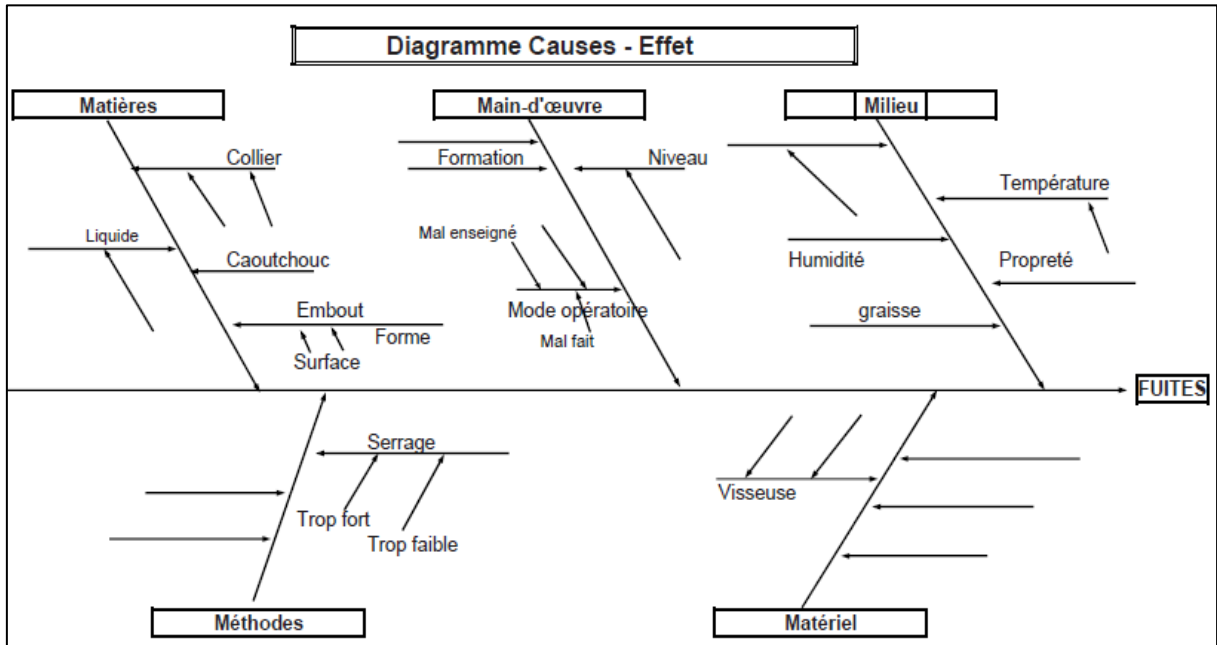 Diagramme Causes - Effet
Matières
Main-d'œuvre
Milieu
Collier
Formation
Niveau
Température
Liquide
Mal enseigné
Caoutchouc
Humidité
Propreté
Embout
Mode opératoire
graisse
Forme
Mal fait
Surface
FUITES
Serrage
Visseuse
Trop fort
Trop faible
Méthodes
Matériel